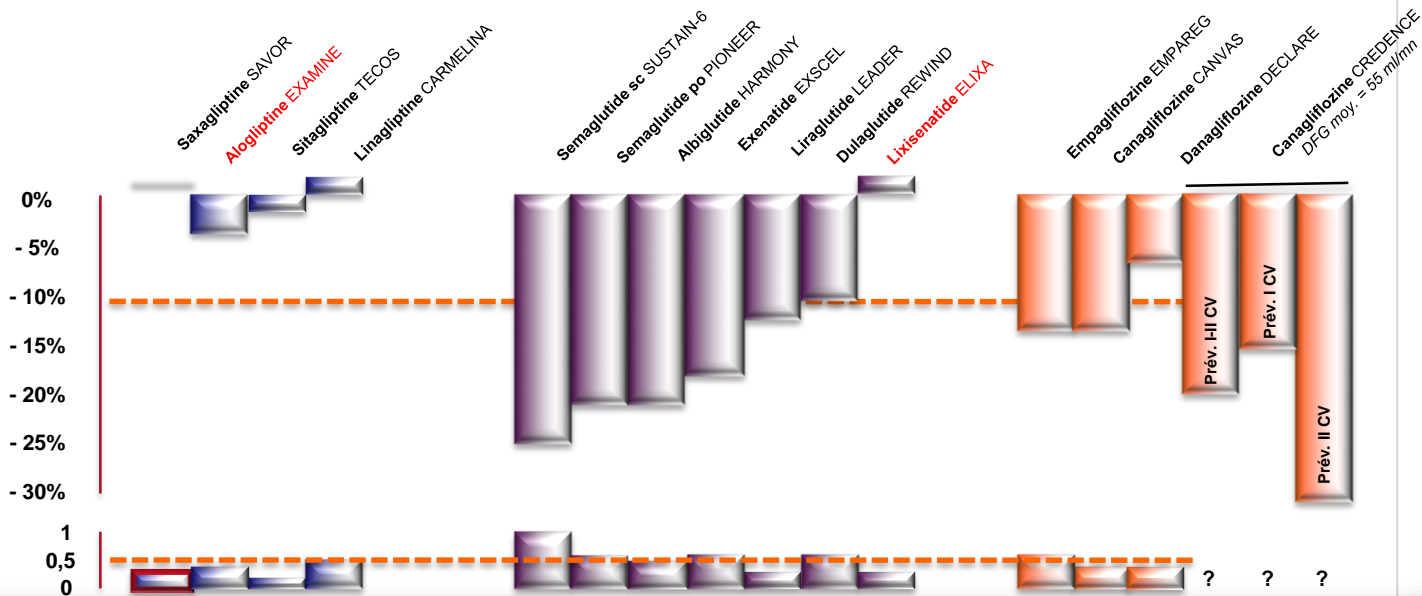 Saxagliptine SAVOR
Alogliptine EXAMINE
Sitagliptine TECOS
Linagliptine CARMELINA
Semaglutide sc SUSTAIN-6
Semaglutide po PIONEER
Albiglutide HARMONY
Exenatide EXSCEL
Liraglutide LEADER
Dulaglutide REWIND
Lixisenatide ELIXA
Empagliflozine EMPAREG
Canagliflozine CANVAS
Danagliflozine DECLARE
Canagliflozine CREDENCE
DFG moy. = 55 ml/mn
0%
- 5%
- 10%
- 15%
- 20%
- 25%
- 30%
Prév. I-II CV
Prév. I CV
Prév. II CV
1
0,5
0
?
?
?